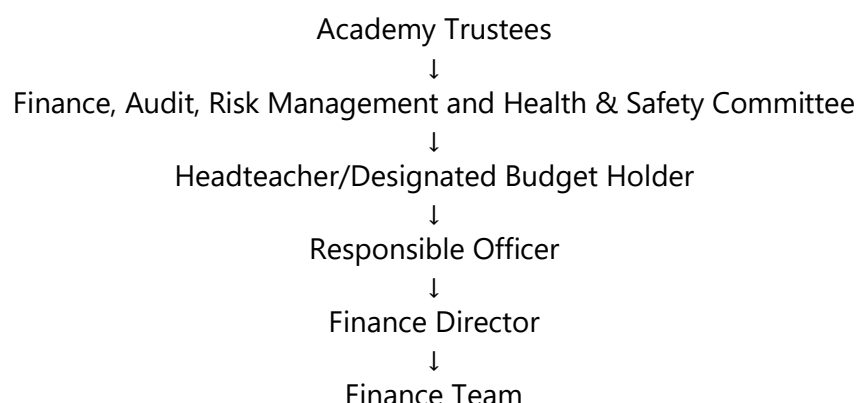 Academy Trustees
↓
Finance, Audit, Risk Management and Health & Safety Committee
↓
Headteacher/Designated Budget Holder
↓
Responsible Officer
↓
Finance Director
↓
Finance Team